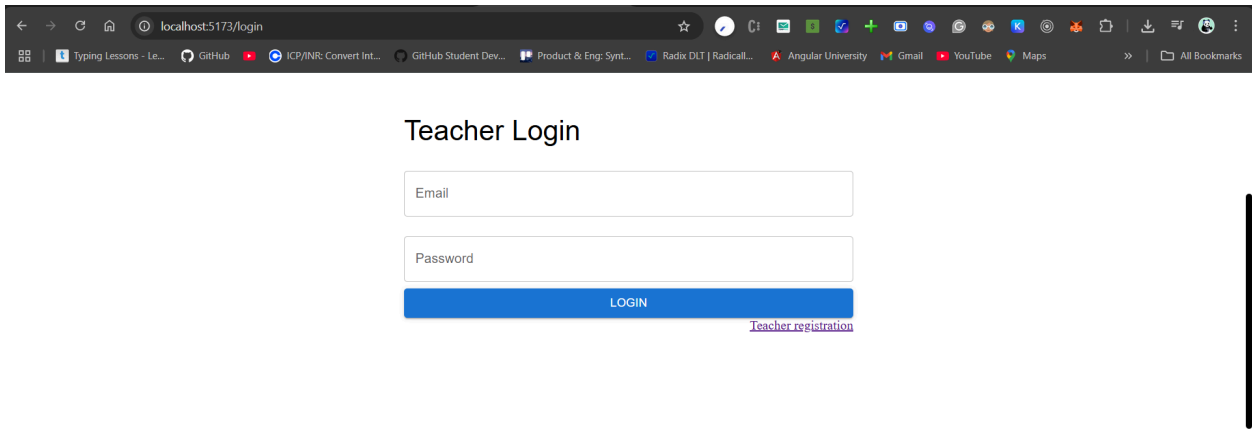 localhost:5173/login
Typing Lessons - Le... GitHub ICP/INR: Convert Int... GitHub Student Dev... Product & Eng: Synt... Radix DLT | Radicall... Angular University Gmail YouTube Maps » All Bookmarks
Teacher Login
Email
Password
LOGIN
Teacher registration